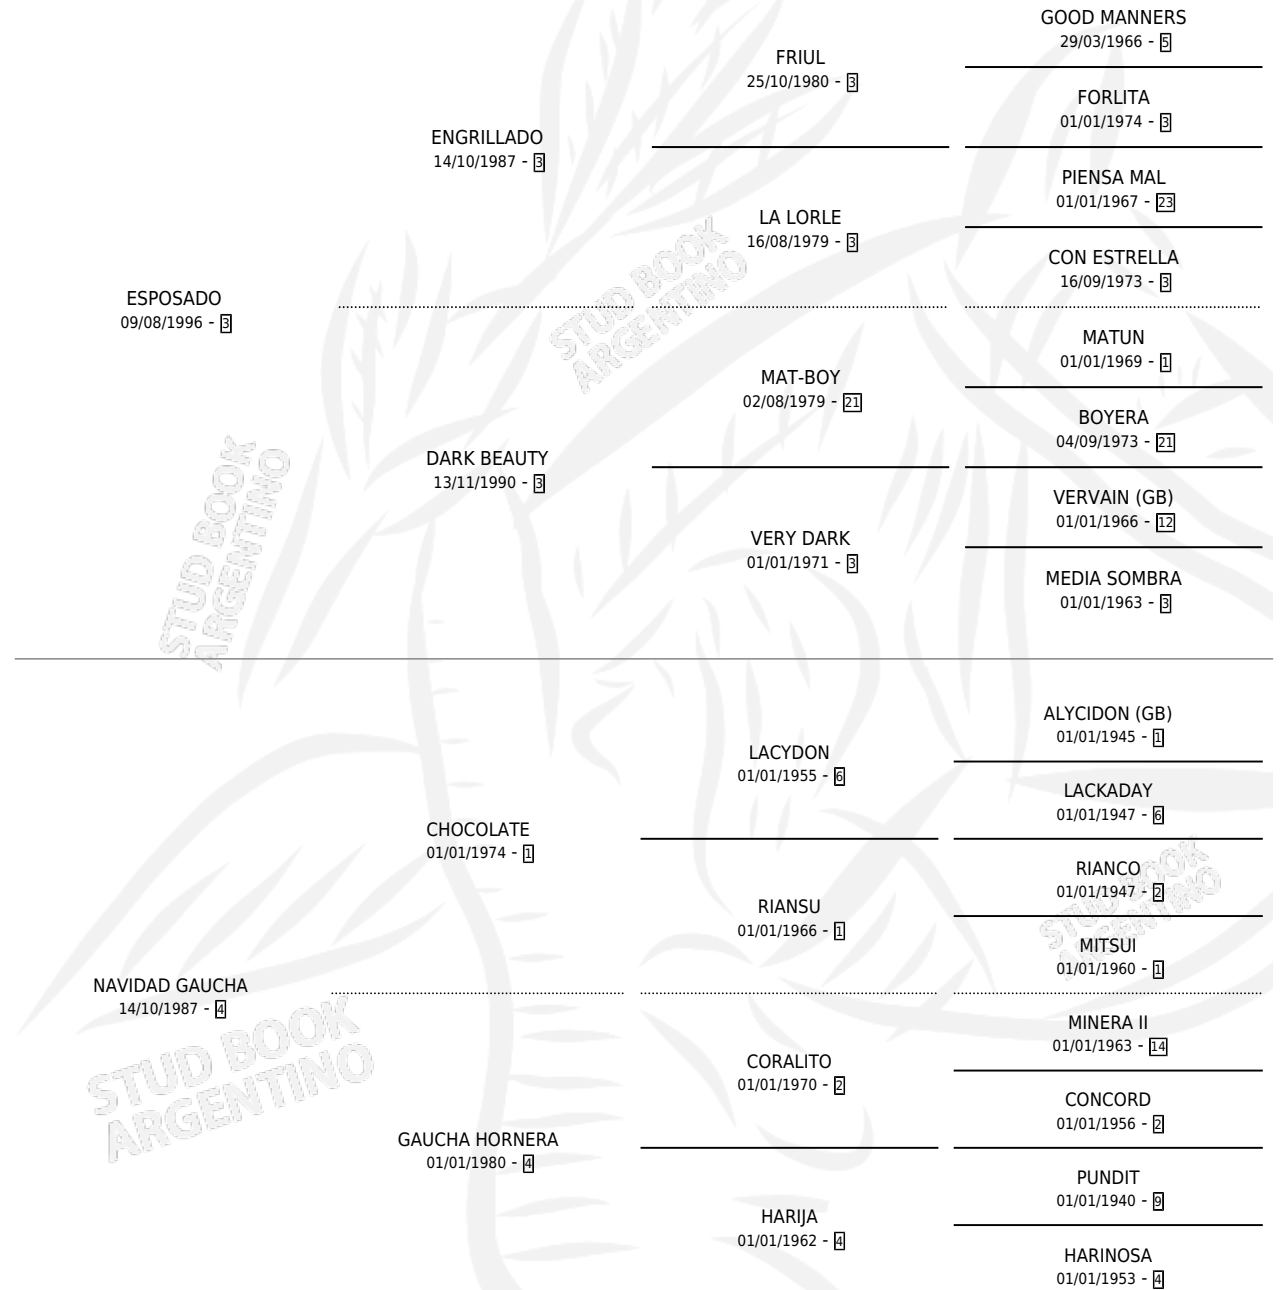 GOOD MANNERS
29/03/1966 - 5
FRIUL
25/10/1980 - 3
FORLITA
01/01/1974 - 3
ENGRILLADO
14/10/1987 - 3
PIENSA MAL
01/01/1967 - 23
LA LORLE
16/08/1979 - 3
CON ESTRELLA
16/09/1973 - 3
ESPOSADO
09/08/1996 - 3
STUD BOOK
ARGENTINO
MATUN
01/01/1969 - 1
MAT-BOY
02/08/1979 - 21
BOYERA
04/09/1973 - 21
DARK BEAUTY
13/11/1990 - 3
VERVAIN (GB)
01/01/1966 - 12
VERY DARK
01/01/1971 - 3
MEDIA SOMBRA
01/01/1963 - 3
STUD BOOK
ARGENTINO
ALYCIDON (GB)
01/01/1945 - 1
LACYDON
01/01/1955 - 6
LACKADAY
01/01/1947 - 6
CHOCOLATE
01/01/1974 - 1
RIANCO
01/01/1947 - 2
RIANSU
01/01/1966 - 1
MITSUI
01/01/1960 - 1
STUD BOOK
ARGENTINO
NAVIDAD GAUCHA
14/10/1987 - 4
MINERA II
01/01/1963 - 14
CORALITO
01/01/1970 - 2
CONCORD
01/01/1956 - 2
STUD BOOK
ARGENTINO
GAUCHA HORNERA
01/01/1980 - 4
PUNDIT
01/01/1940 - 9
HARIJA
01/01/1962 - 4
HARINOSA
01/01/1953 - 4